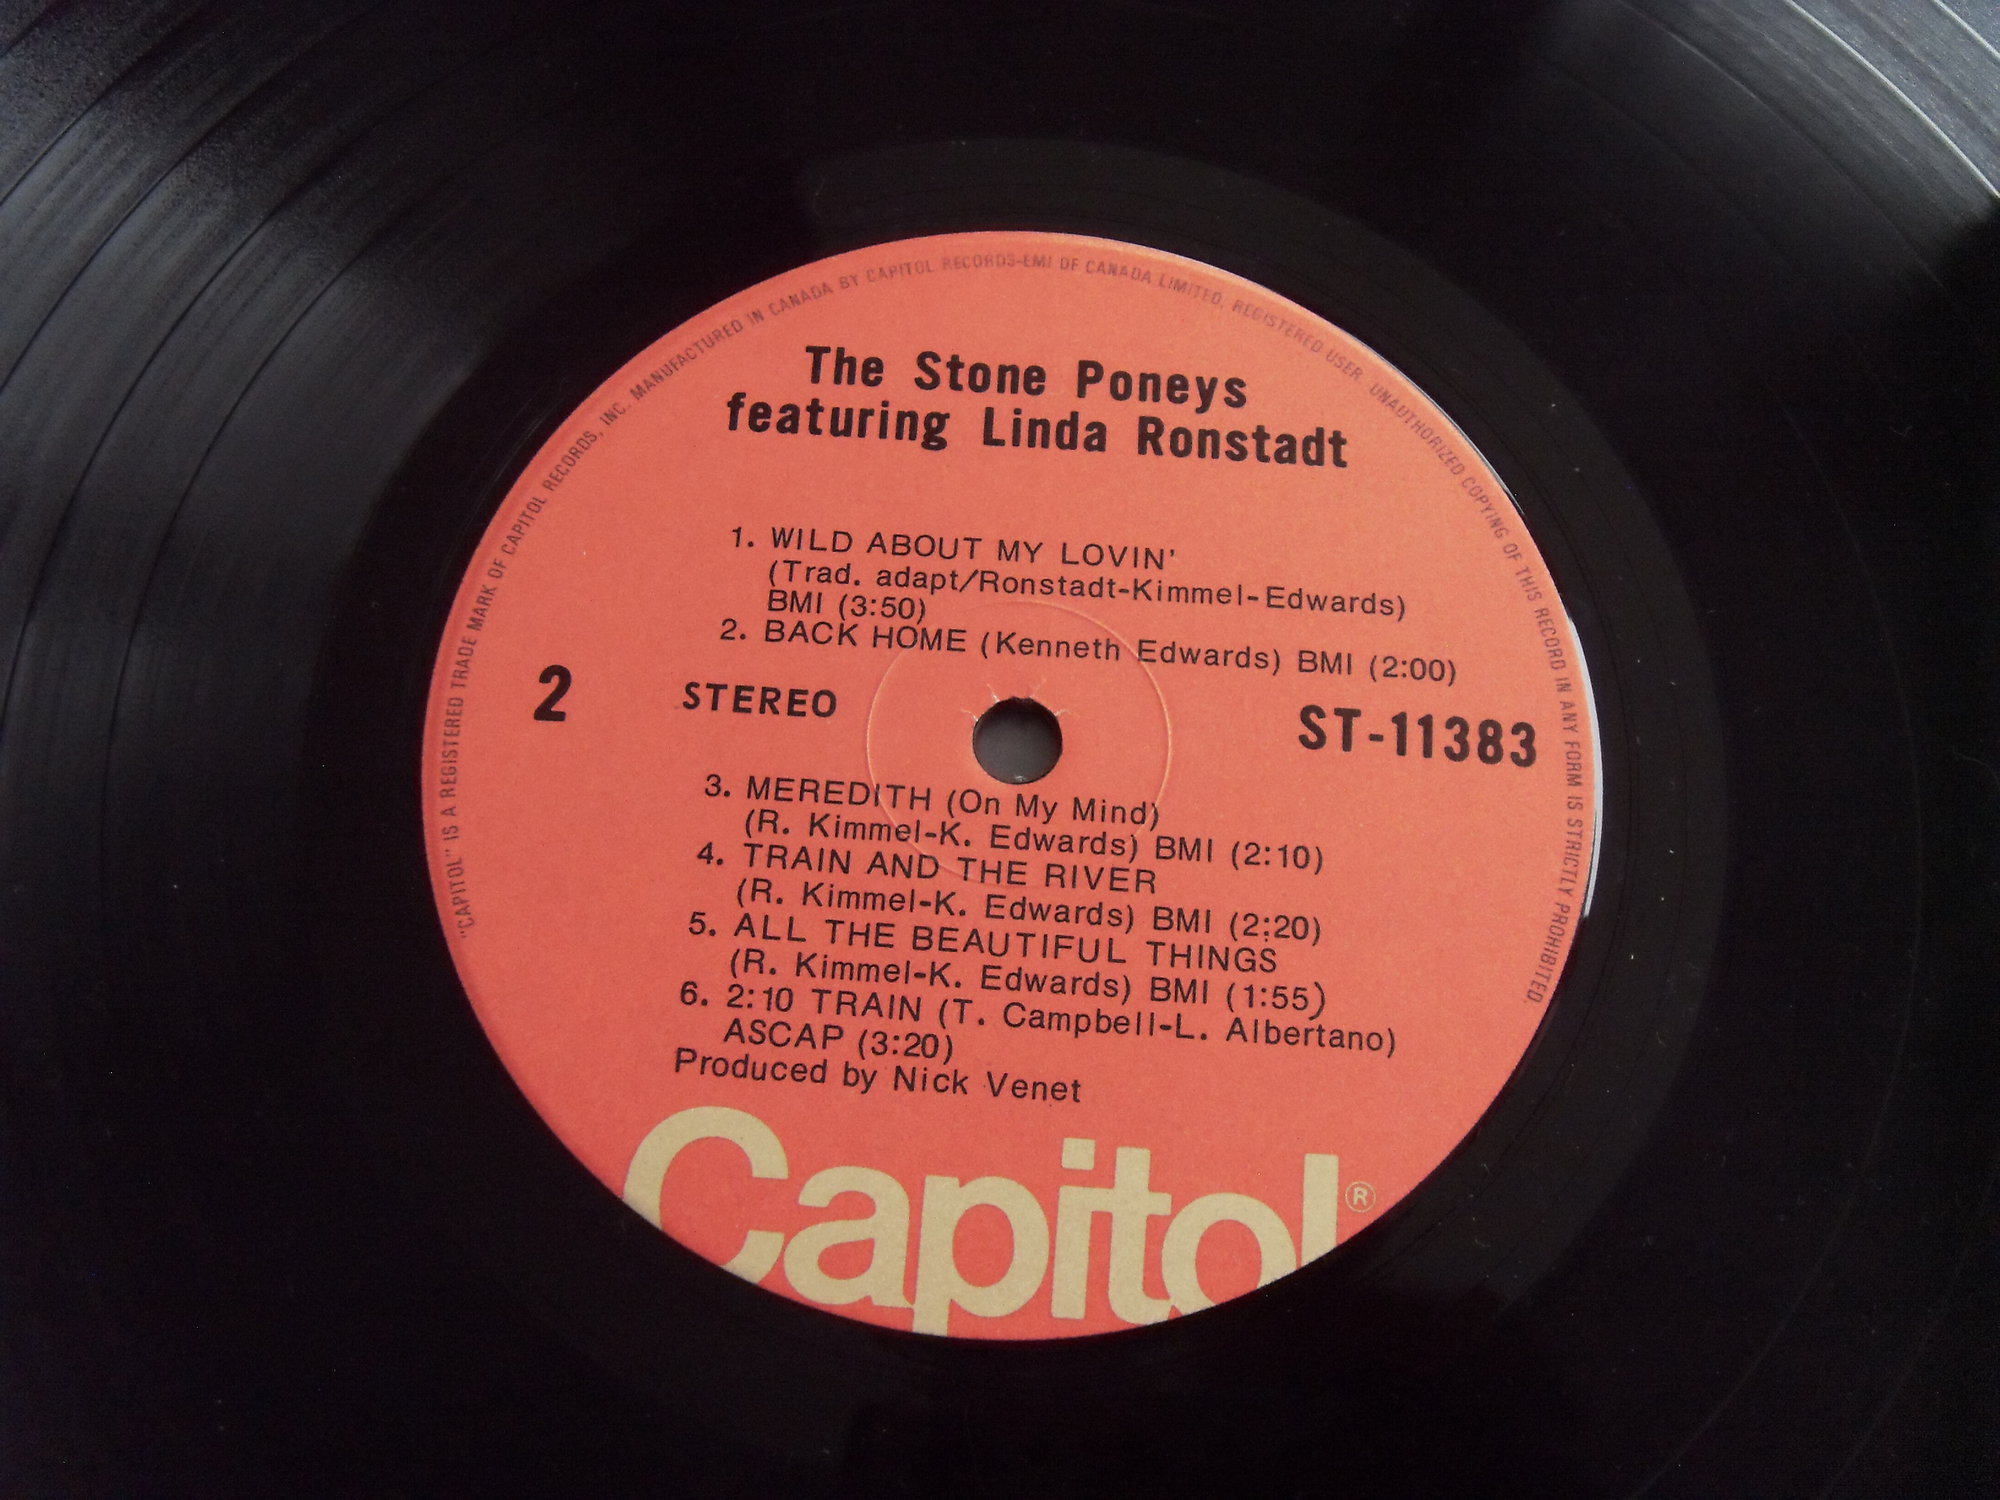 "CAPITOL" IS A REGISTERED TRADE MARK OF CAPITOL RECORDS, INC. MANUFACTURED IN CANADA BY CAPITOL RECORDS-EMI OF CANADA LIMITED, REGISTERED USER. UNAUTHORIZED COPYING OF THIS RECORD IN ANY FORM IS STRICTLY PROHIBITED.
The Stone Poneys
featuring Linda Ronstadt
1. WILD ABOUT MY LOVIN'
(Trad. adapt/Ronstadt-Kimmel-Edwards)
BMI (3:50)
2. BACK HOME (Kenneth Edwards) BMI (2:00)
2 STEREO ST-11383
3. MEREDITH (On My Mind)
(R. Kimmel-K. Edwards) BMI (2:10)
4. TRAIN AND THE RIVER
(R. Kimmel-K. Edwards) BMI (2:20)
5. ALL THE BEAUTIFUL THINGS
(R. Kimmel-K. Edwards) BMI (1:55)
6. 2:10 TRAIN (T. Campbell-L. Albertano)
ASCAP (3:20)
Produced by Nick Venet
Capitol®